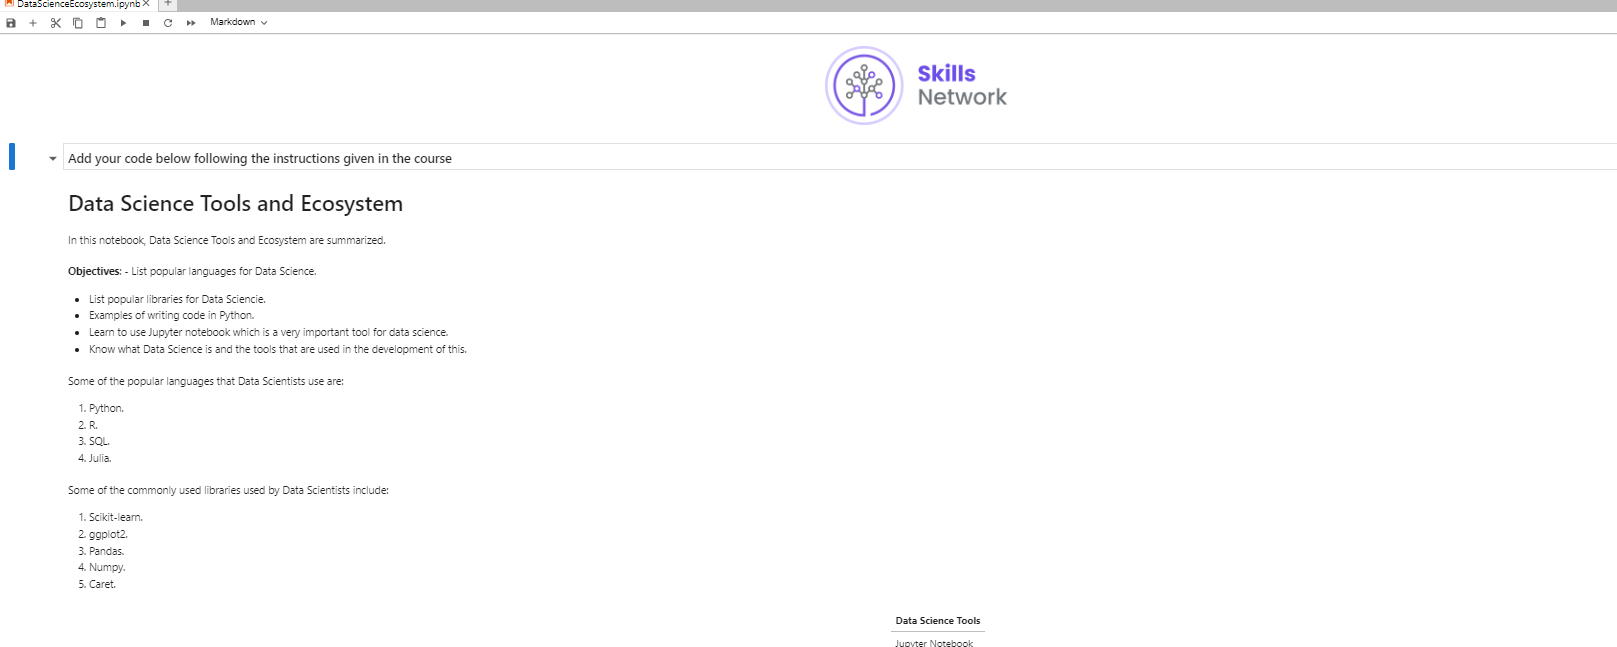 DataScienceEcosystem.ipynb
Markdown
Skills
Network
Add your code below following the instructions given in the course
Data Science Tools and Ecosystem
In this notebook, Data Science Tools and Ecosystem are summarized.
Objectives: - List popular languages for Data Science.
• List popular libraries for Data Sciencie.
• Examples of writing code in Python.
• Learn to use Jupyter notebook which is a very important tool for data science.
• Know what Data Science is and the tools that are used in the development of this.
Some of the popular languages that Data Scientists use are:
1. Python.
2. R.
3. SQL.
4. Julia.
Some of the commonly used libraries used by Data Scientists include:
1. Scikit-learn.
2. ggplot2.
3. Pandas.
4. Numpy.
5. Caret.
Data Science Tools
Jupyter Notebook